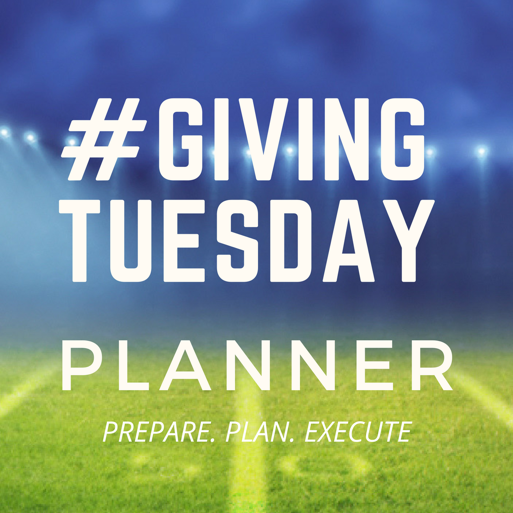 #GIVING
TUESDAY
PLANNER
PREPARE. PLAN. EXECUTE